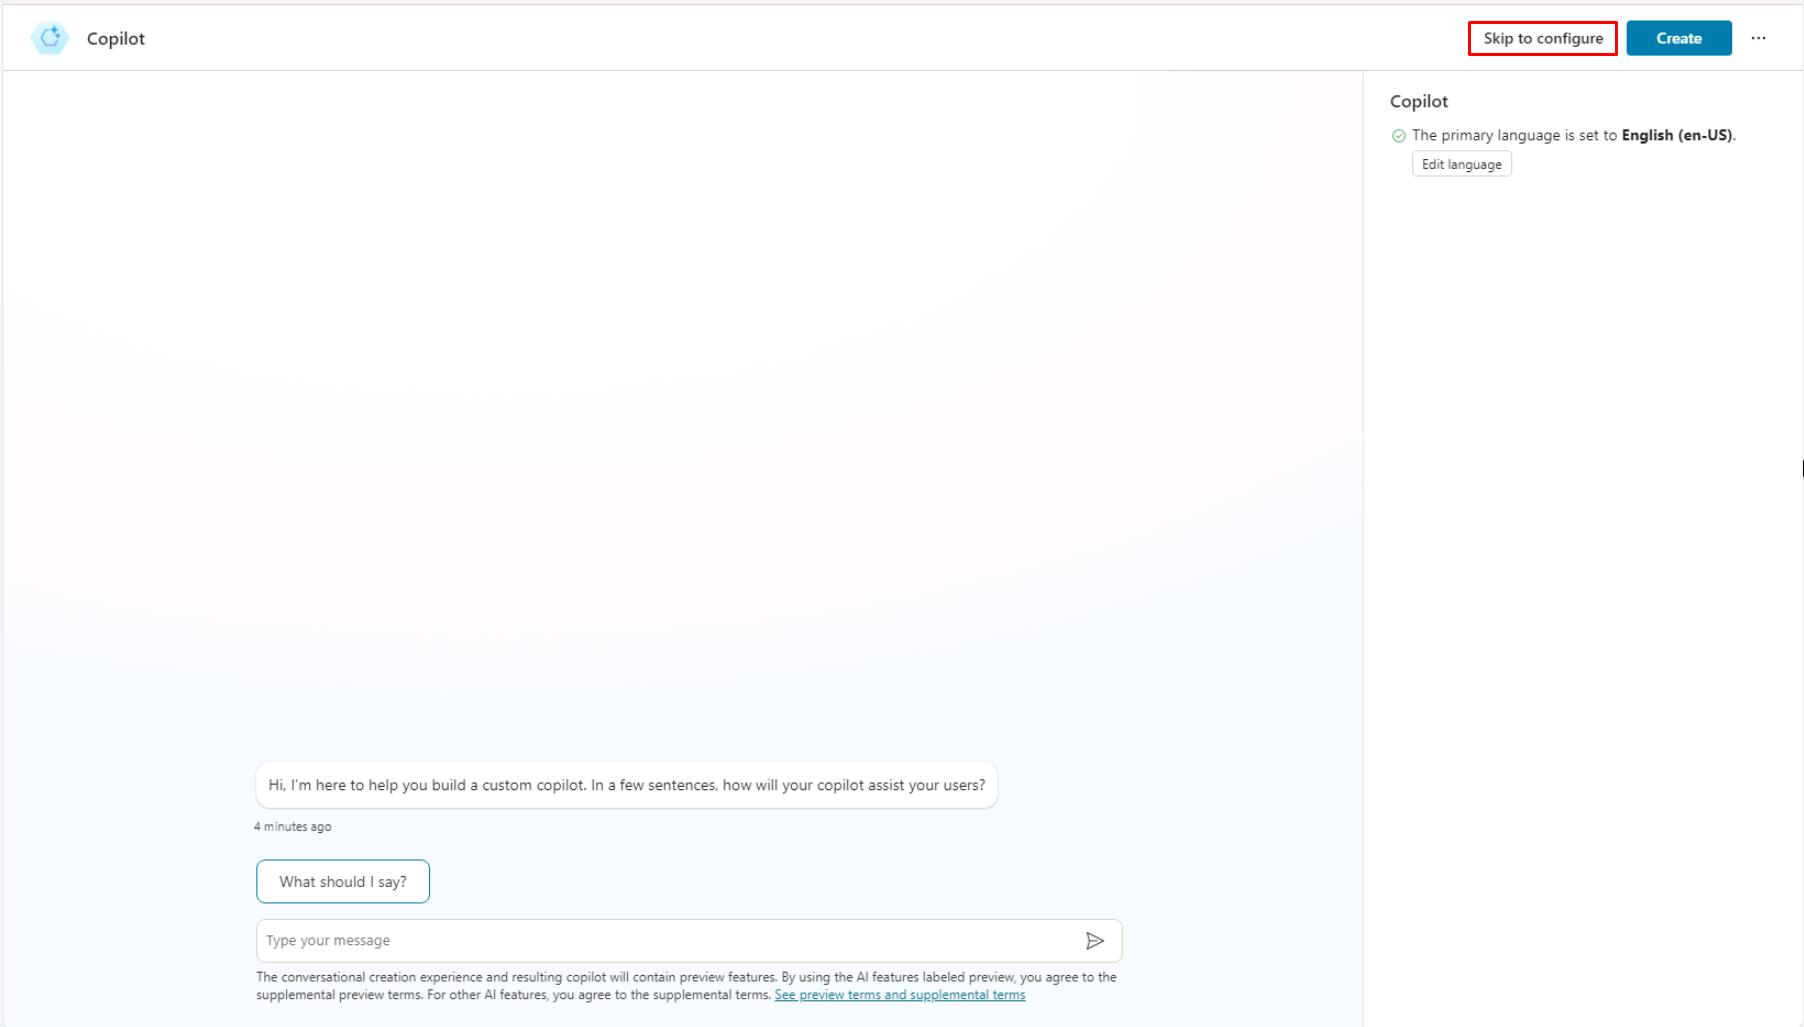 Copilot
Skip to configure
Create
Copilot
The primary language is set to English (en-US).
Edit language
Hi, I'm here to help you build a custom copilot. In a few sentences, how will your copilot assist your users?
4 minutes ago
What should I say?
Type your message
The conversational creation experience and resulting copilot will contain preview features. By using the AI features labeled preview, you agree to the
supplemental preview terms. For other AI features, you agree to the supplemental terms. See preview terms and supplemental terms